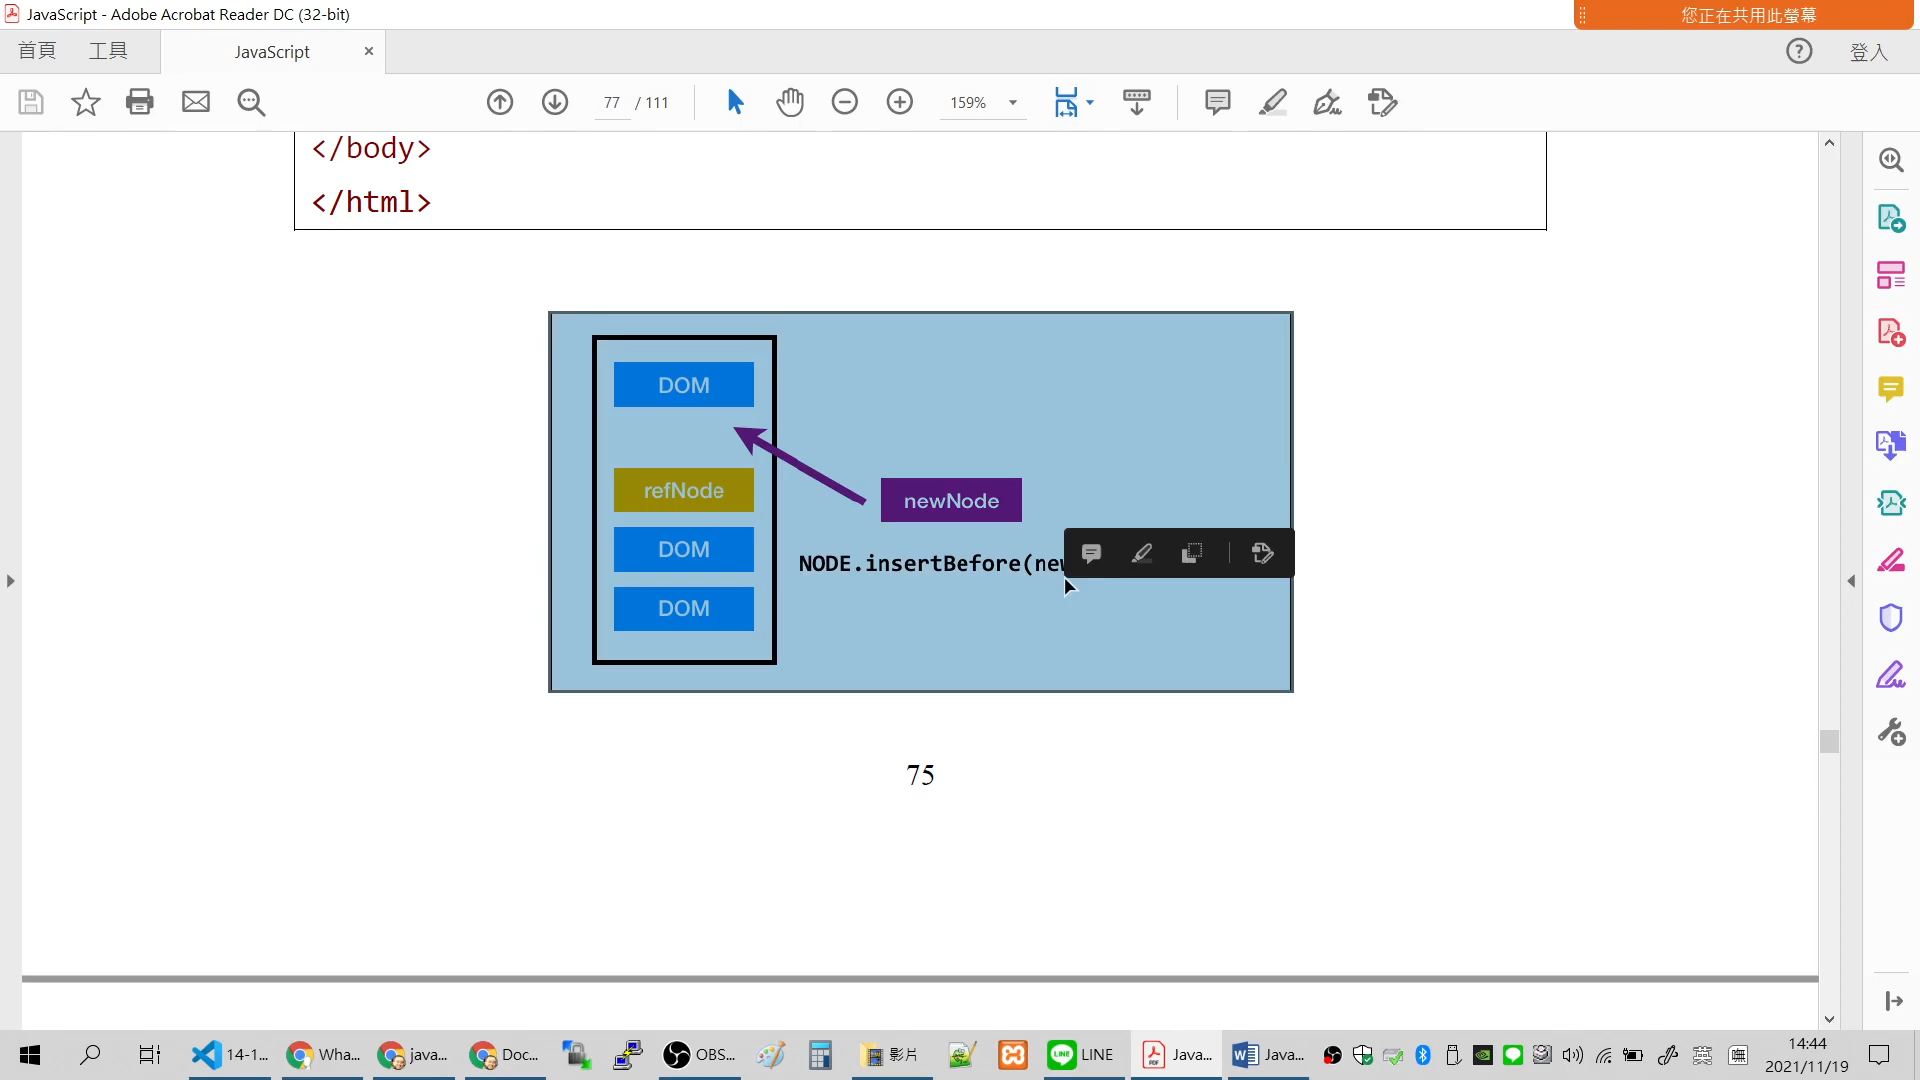 JavaScript - Adobe Acrobat Reader DC (32-bit)
您正在共用此螢幕
首頁 工具 JavaScript × ? 登入
77 / 111 159%
</body>
</html>
DOM
refNode
newNode
DOM
NODE.insertBefore(new
DOM
75
14-1... Wha... java... Doc... OBS... 影片 LINE Java... Java... 英 14:44
2021/11/19